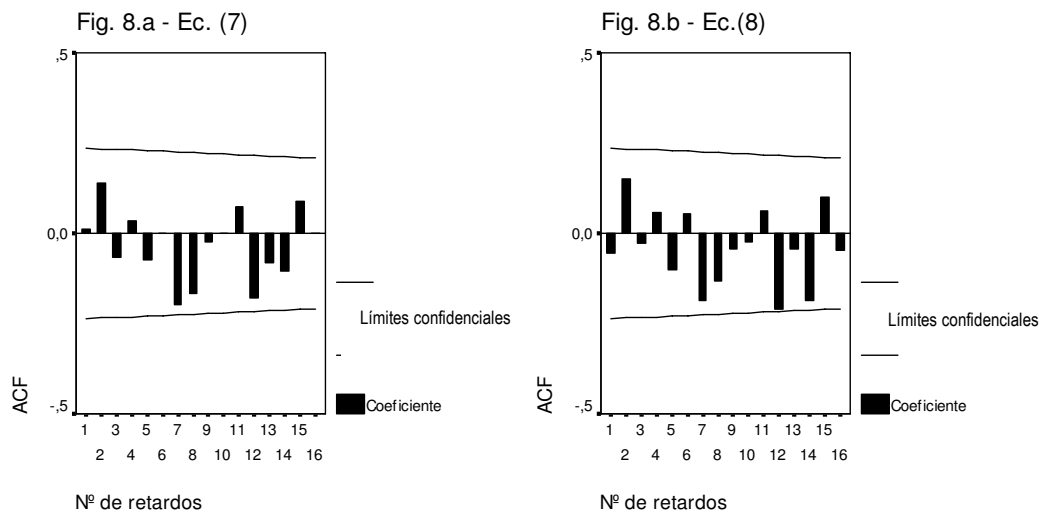 Fig. 8.a - Ec. (7)
,5
0,0
-,5
ACF
1 3 5 7 9 11 13 15
2 4 6 8 10 12 14 16
Nº de retardos
Límites confidenciales
Coeficiente
Fig. 8.b - Ec.(8)
,5
0,0
-,5
ACF
1 3 5 7 9 11 13 15
2 4 6 8 10 12 14 16
Nº de retardos
Límites confidenciales
Coeficiente